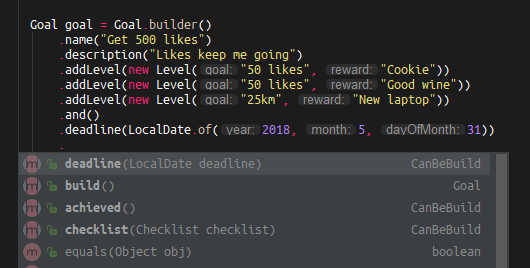 Goal goal = Goal.builder()
.name("Get 500 likes")
.description("Likes keep me going")
.addLevel(new Level( goal: "50 likes", reward: "Cookie"))
.addLevel(new Level( goal: "50 likes", reward: "Good wine"))
.addLevel(new Level( goal: "25km", reward: "New laptop"))
.and()
.deadline(LocalDate.of( year: 2018, month: 5, dayOfMonth: 31))
.
m deadline(LocalDate deadline) CanBeBuild
m build() Goal
m achieved() CanBeBuild
m checklist(Checklist checklist) CanBeBuild
m equals(Object obj) boolean